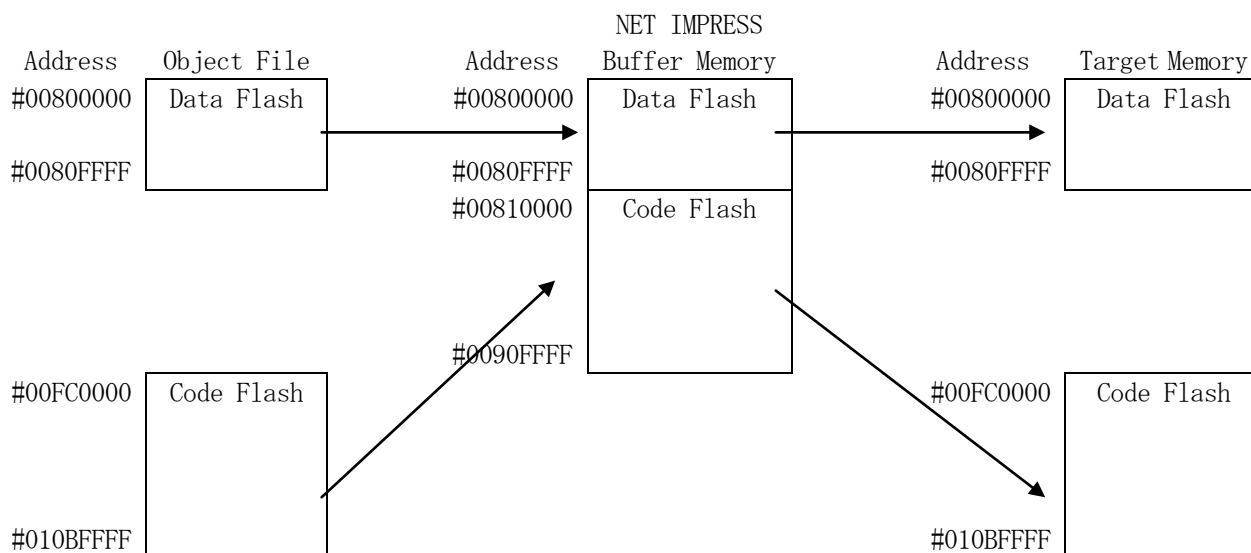 NET IMPRESS
Address Object File Address Buffer Memory Address Target Memory
#00800000 Data Flash #00800000 Data Flash #00800000 Data Flash
#0080FFFF #0080FFFF #0080FFFF
#00810000 Code Flash
#0090FFFF
#00FC0000 Code Flash #00FC0000 Code Flash
#010BFFFF #010BFFFF